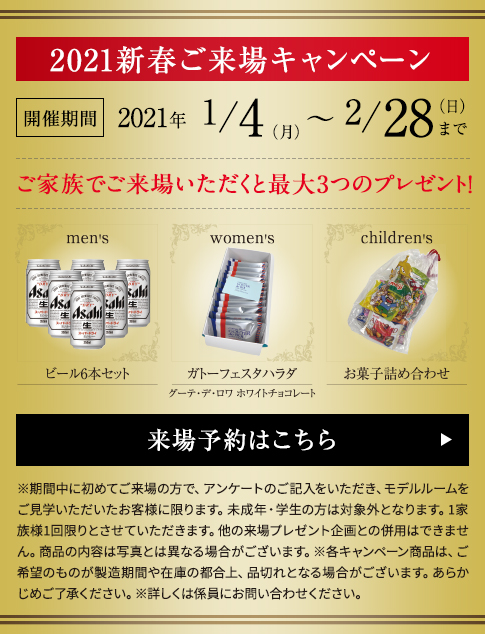 2021新春ご来場キャンペーン
開催期間 2021年 1/4（月）～ 2/28（日）まで
ご家族でご来場いただくと最大3つのプレゼント!
men's women's children's
Asahi Asahi Asahi
生 生 生
ビール6本セット ガトーフェスタハラダ お菓子詰め合わせ
グーテ・デ・ロワ ホワイトチョコレート
来場予約はこちら
※期間中に初めてご来場の方で、アンケートのご記入をいただき、モデルルームを
ご見学いただいたお客様に限ります。未成年・学生の方は対象外となります。1家
族様1回限りとさせていただきます。他の来場プレゼント企画との併用はできませ
ん。商品の内容は写真とは異なる場合がございます。※各キャンペーン商品は、ご
希望のものが製造期間や在庫の都合上、品切れとなる場合がございます。あらか
じめご了承ください。※詳しくは係員にお問い合わせください。